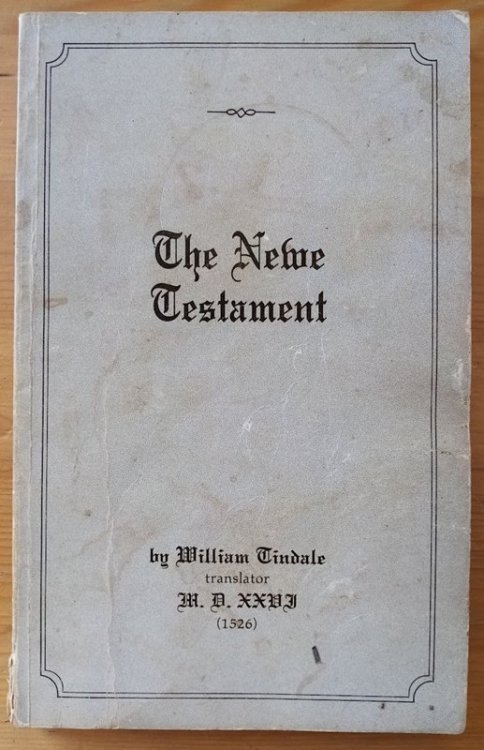 The Newe
Testament
by William Tindale
translator
M. D. XXVI
(1526)